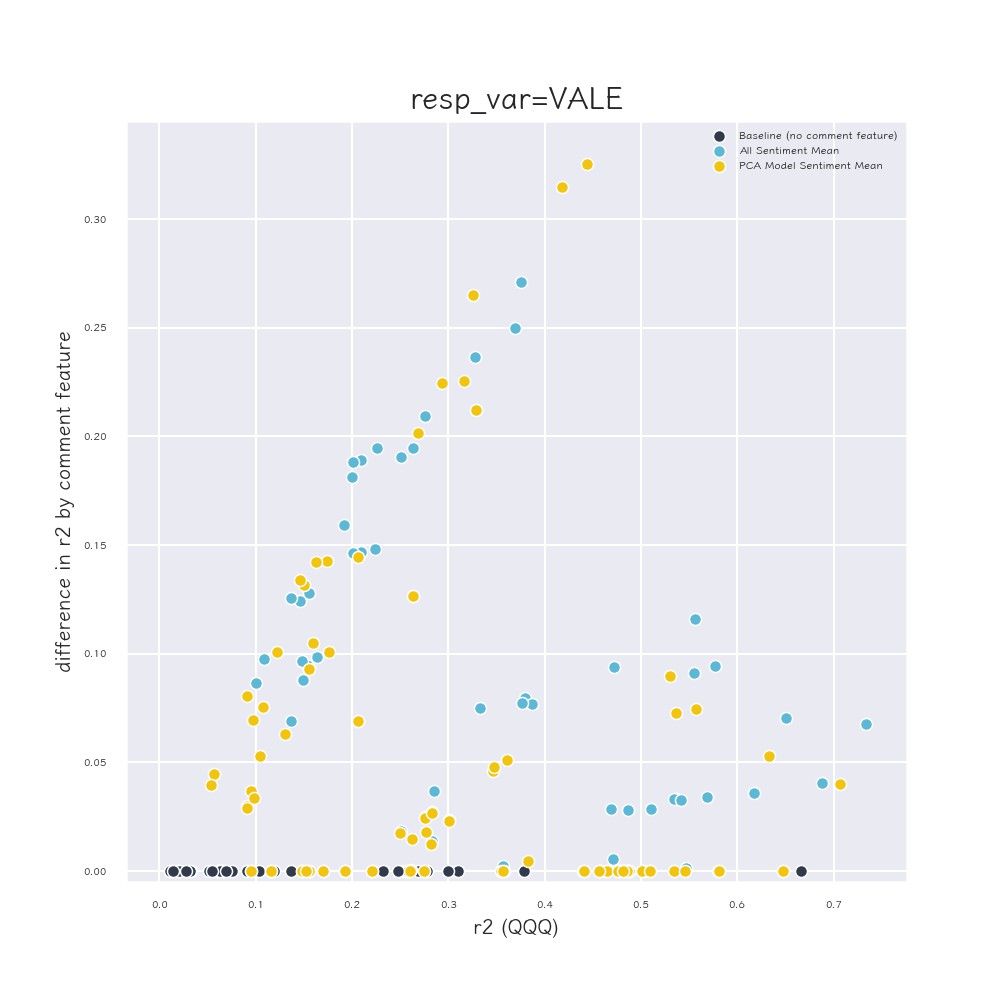 resp_var=VALE
Baseline (no comment feature)
All Sentiment Mean
PCA Model Sentiment Mean
difference in r2 by comment feature
0.30
0.25
0.20
0.15
0.10
0.05
0.00
0.0 0.1 0.2 0.3 0.4 0.5 0.6 0.7
r2 (QQQ)